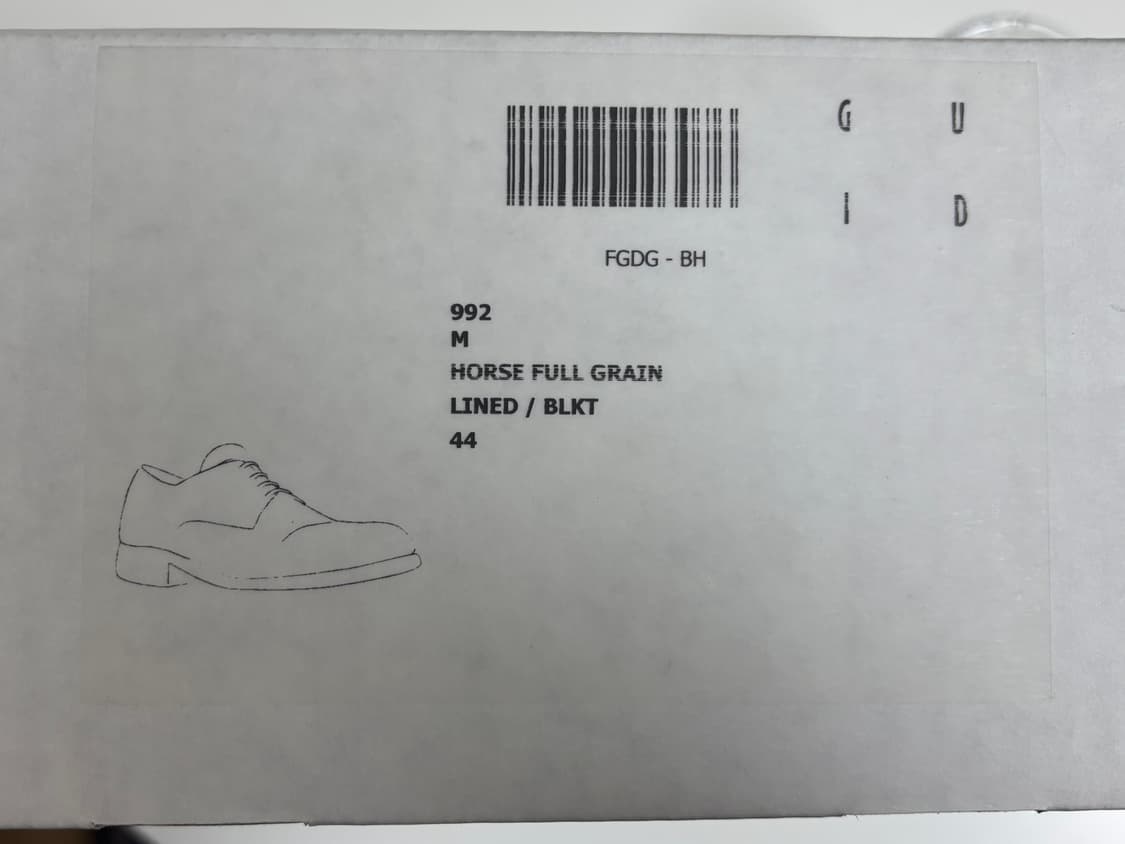 G U
I D
FGDG - BH
992
M
HORSE FULL GRAIN
LINED / BLKT
44